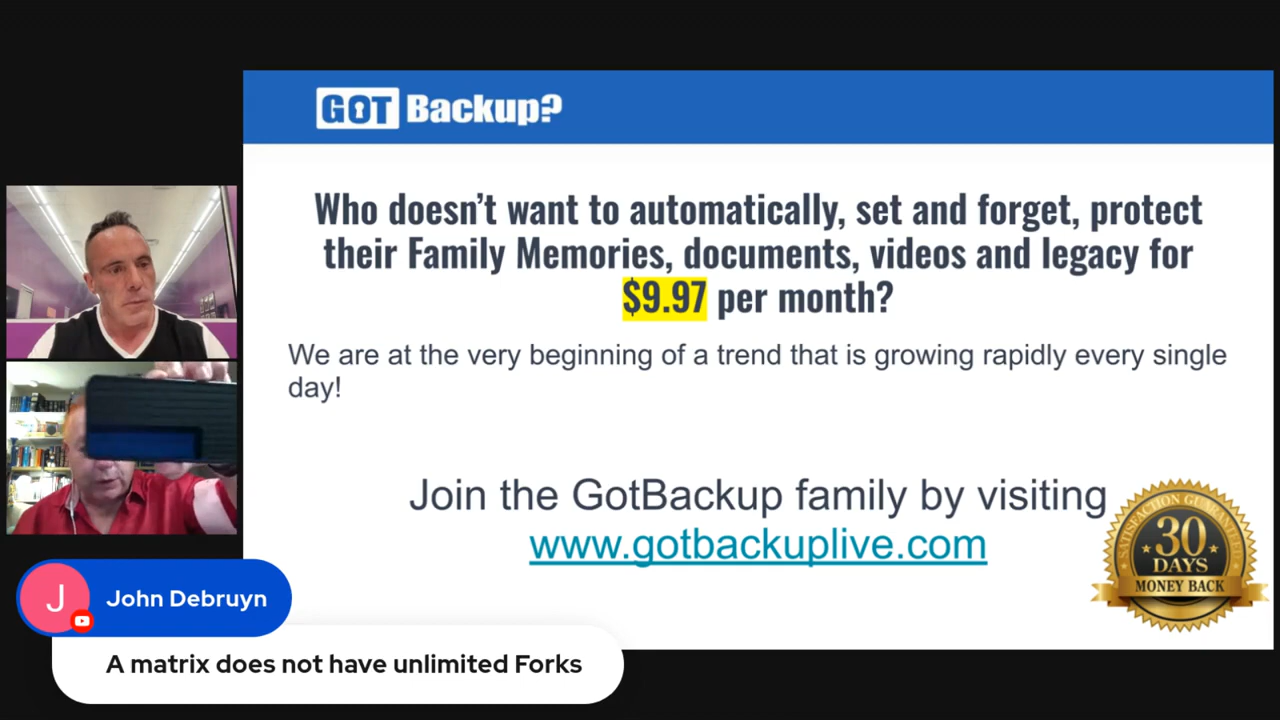 GOT Backup?
Who doesn't want to automatically, set and forget, protect
their Family Memories, documents, videos and legacy for
$9.97 per month?
We are at the very beginning of a trend that is growing rapidly every single
day!
Join the GotBackup family by visiting
www.gotbackuplive.com
SATISFACTION GUARANTEED
30
DAYS
MONEY BACK
J
John Debruyn
A matrix does not have unlimited Forks